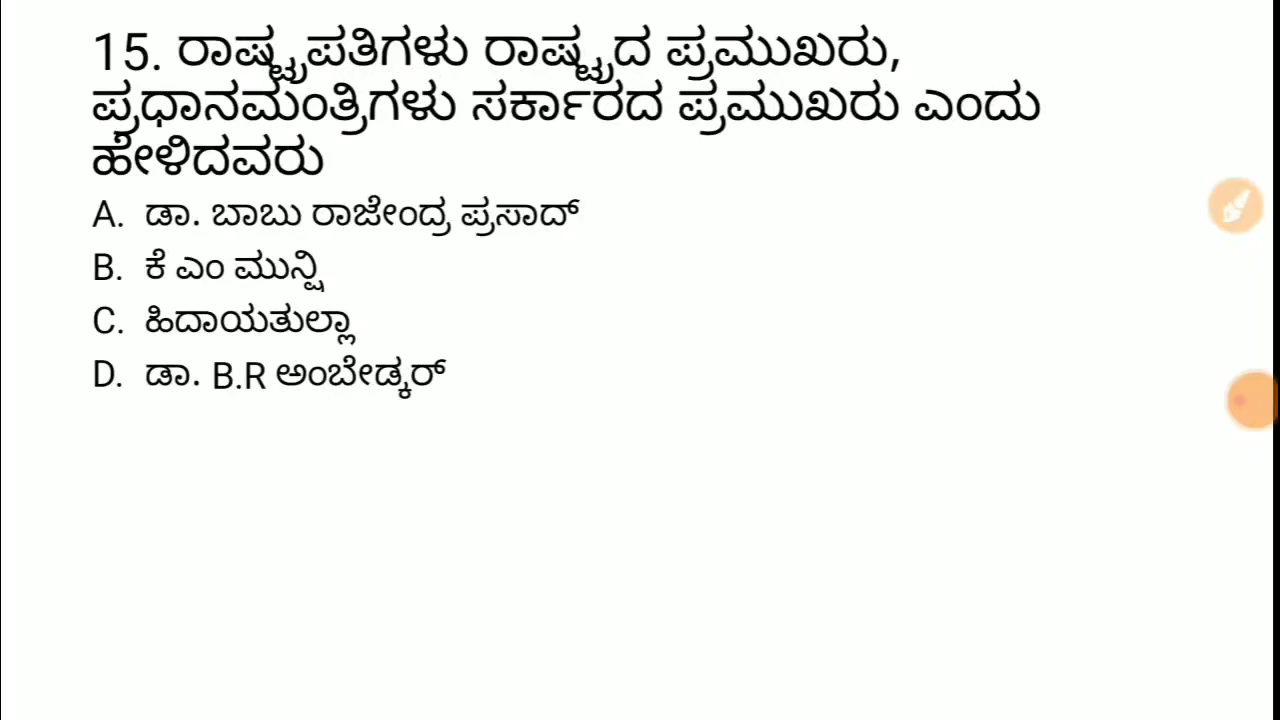 15. ರಾಷ್ಟ್ರಪತಿಗಳು ರಾಷ್ಟ್ರದ ಪ್ರಮುಖರು,
ಪ್ರಧಾನಮಂತ್ರಿಗಳು ಸರ್ಕಾರದ ಪ್ರಮುಖರು ಎಂದು
ಹೇಳಿದವರು
A. ಡಾ. ಬಾಬು ರಾಜೇಂದ್ರ ಪ್ರಸಾದ್
B. ಕೆ ಎಂ ಮುನ್ಷಿ
C. ಹಿದಾಯತುಲ್ಲಾ
D. ಡಾ. B.R ಅಂಬೇಡ್ಕರ್